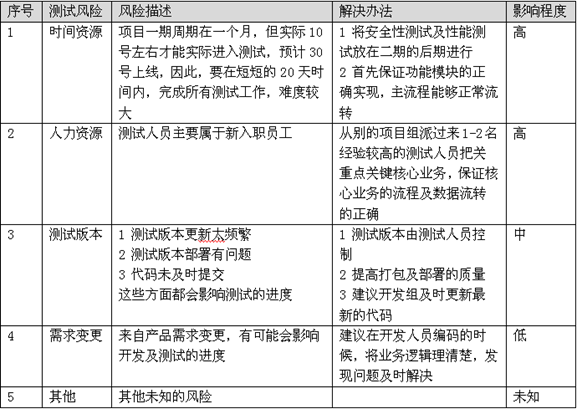 序号 测试风险 风险描述 解决办法 影响程度
1 时间资源 项目一期周期在一个月，但实际10 1 将安全性测试及性能测 高
号左右才能实际进入测试，预计30 试放在二期的后期进行
号上线，因此，要在短短的20天时 2 首先保证功能模块的正
间内，完成所有测试工作，难度较 确实现，主流程能够正常流
大 转
2 人力资源 测试人员主要属于新入职员工 从别的项目组派过来1-2名 高
经验较高的测试人员把关
重点关键核心业务，保证核
心业务的流程及数据流转
的正确
3 测试版本 1 测试版本更新太频繁 1 测试版本由测试人员控 中
2 测试版本部署有问题 制
3 代码未及时提交 2 提高打包及部署的质量
这些方面都会影响测试的进度 3 建议开发组及时更新最
新的代码
4 需求变更 来自产品需求变更，有可能会影响 建议在开发人员编码的时 低
开发及测试的进度 候，将业务逻辑理清楚，发
现问题及时解决
5 其他 其他未知的风险 未知